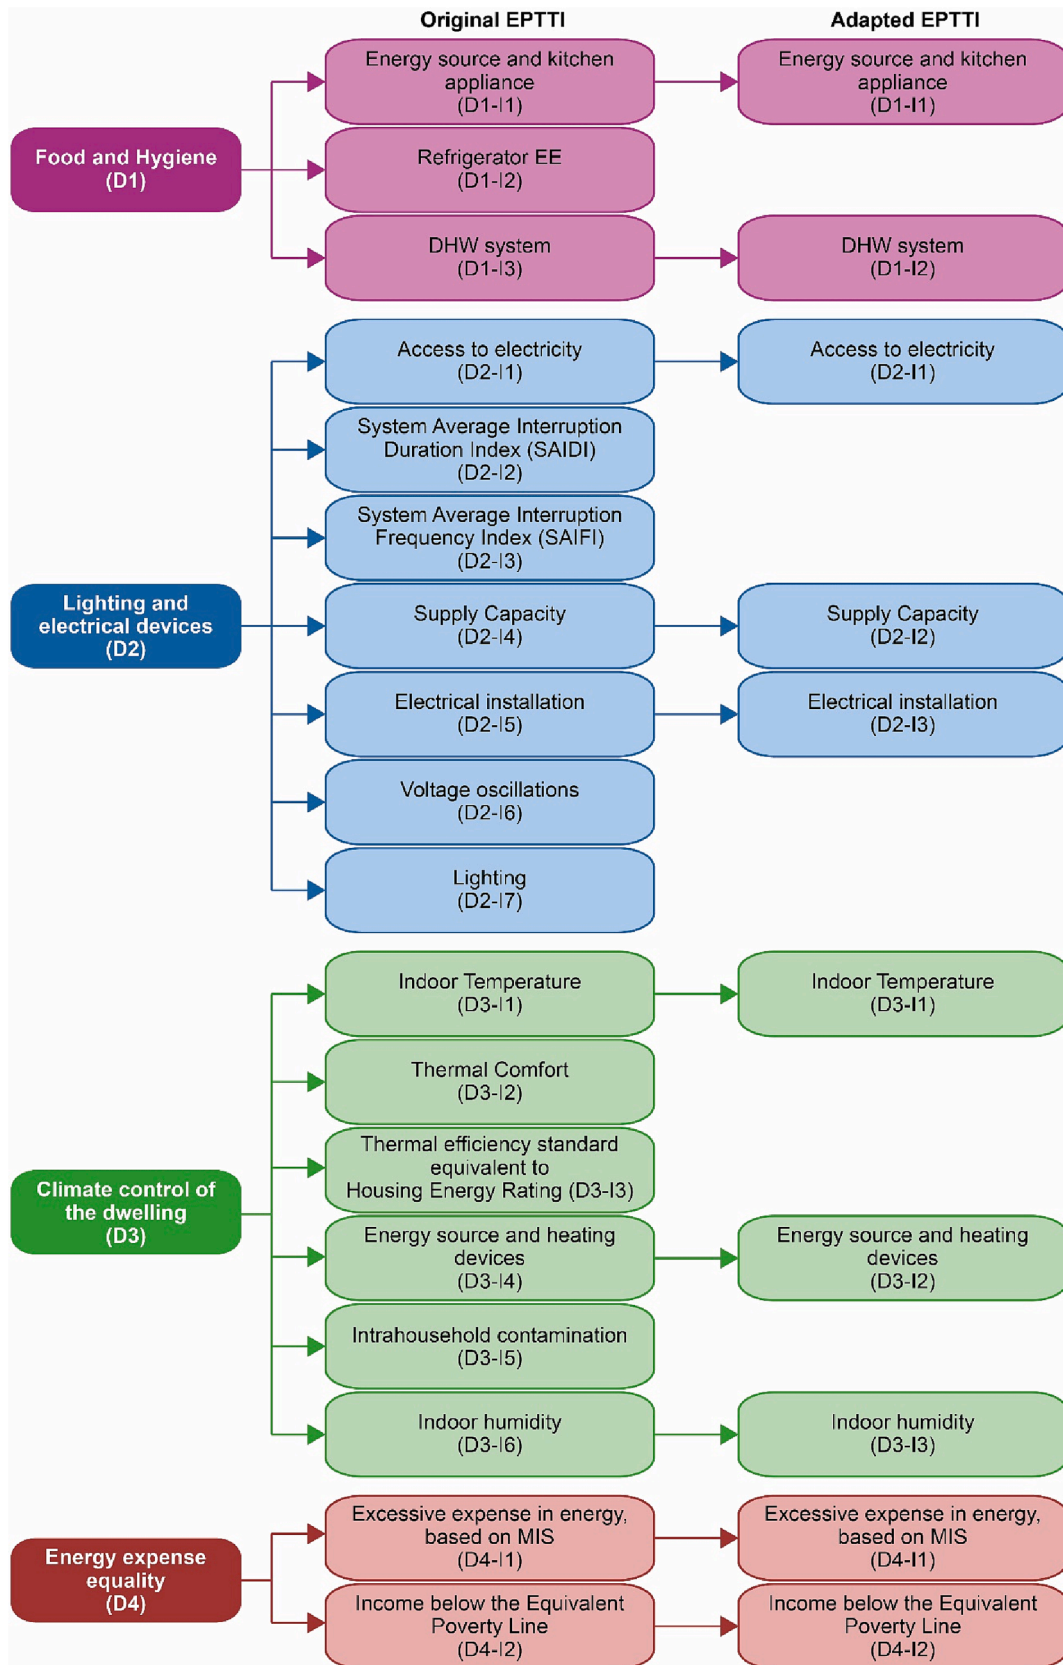 Original EPTTI
Adapted EPTTI
Food and Hygiene
(D1)
Energy source and kitchen
appliance
(D1-I1)
Energy source and kitchen
appliance
(D1-I1)
Refrigerator EE
(D1-I2)
DHW system
(D1-I3)
DHW system
(D1-I2)
Lighting and
electrical devices
(D2)
Access to electricity
(D2-I1)
Access to electricity
(D2-I1)
System Average Interruption
Duration Index (SAIDI)
(D2-I2)
System Average Interruption
Frequency Index (SAIFI)
(D2-I3)
Supply Capacity
(D2-I4)
Supply Capacity
(D2-I2)
Electrical installation
(D2-I5)
Electrical installation
(D2-I3)
Voltage oscillations
(D2-I6)
Lighting
(D2-I7)
Climate control of
the dwelling
(D3)
Indoor Temperature
(D3-I1)
Indoor Temperature
(D3-I1)
Thermal Comfort
(D3-I2)
Thermal efficiency standard
equivalent to
Housing Energy Rating (D3-I3)
Energy source and heating
devices
(D3-I4)
Energy source and heating
devices
(D3-I2)
Intrahousehold contamination
(D3-I5)
Indoor humidity
(D3-I6)
Indoor humidity
(D3-I3)
Energy expense
equality
(D4)
Excessive expense in energy,
based on MIS
(D4-I1)
Excessive expense in energy,
based on MIS
(D4-I1)
Income below the Equivalent
Poverty Line
(D4-I2)
Income below the Equivalent
Poverty Line
(D4-I2)